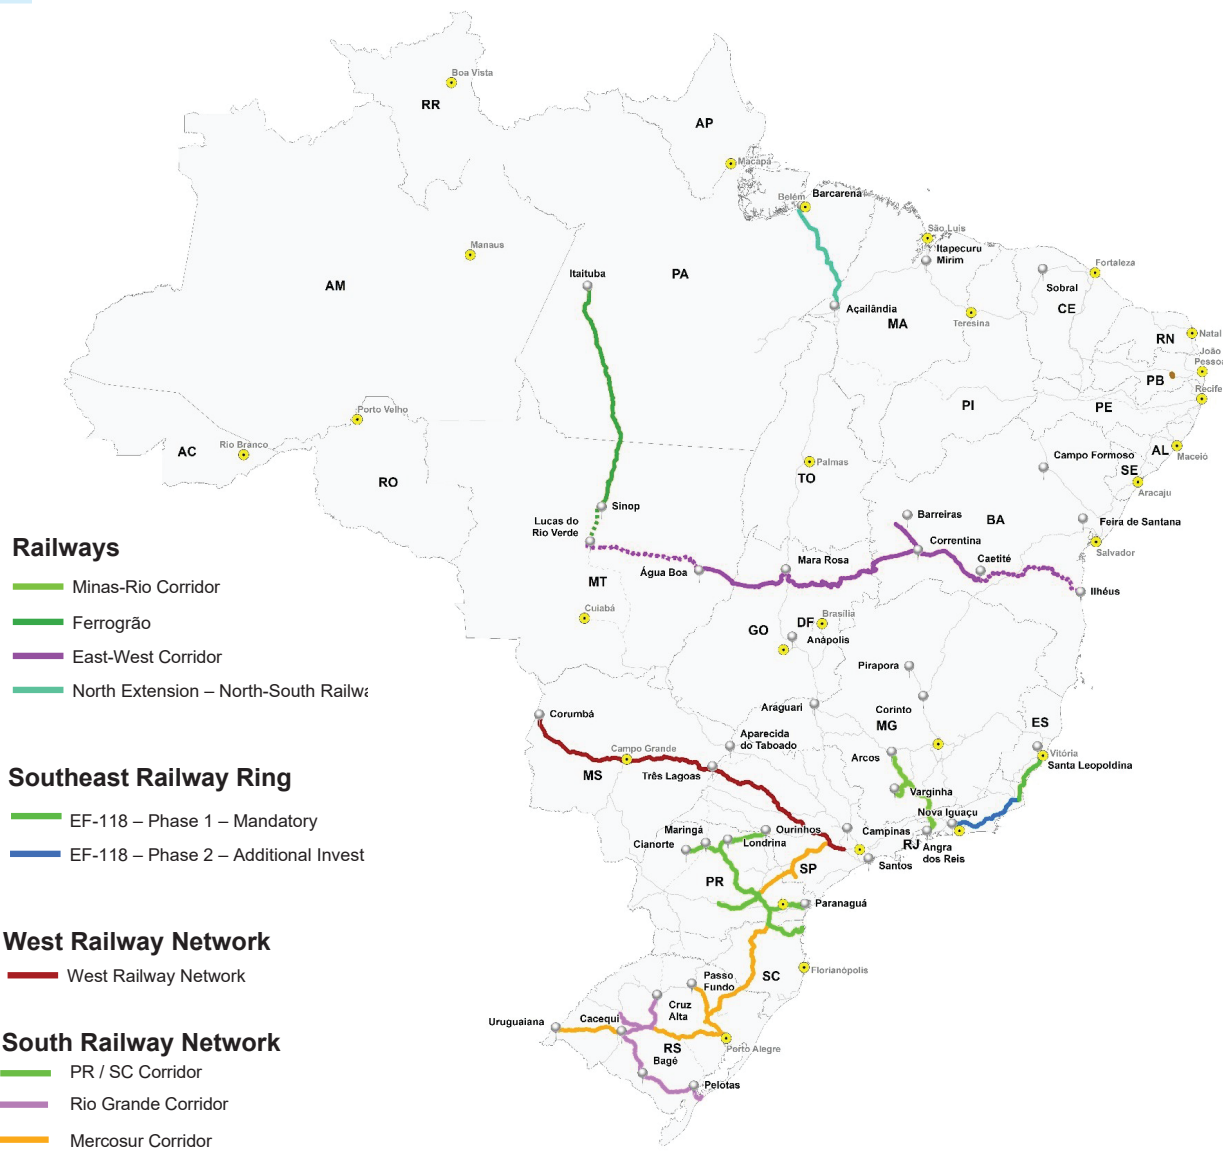 Boa Vista
RR
AP
Macapá
Belém
Barcarena
São Luis
Itapecuru
Mirim
Manaus
Fortaleza
Itaituba
PA
Sobral
AM
CE
Açailândia
MA
Teresina
Natal
RN
João
Pessoa
PB
Recife
PI
PE
Porto Velho
Rio Branco
AC
AL
Maceió
Campo Formoso
Palmas
SE
TO
RO
Aracaju
Sinop
Barreiras
BA
Lucas do
Rio Verde
Feira de Santana
Correntina
Salvador
Caetité
Mara Rosa
Água Boa
MT
Ilhéus
Cuiabá
Brasília
DF
GO
Anápolis
Pirapora
Araguari
Corinto
Corumbá
MG
ES
Aparecida
do Taboado
Campo Grande
Vitória
Arcos
Santa Leopoldina
MS
Três Lagoas
Varginha
Nova Iguaçu
Maringá
Ourinhos
Campinas
Cianorte
Londrina
RJ
Angra
dos Reis
Santos
SP
PR
Paranaguá
Florianópolis
SC
Passo
Fundo
Cruz
Alta
Uruguaiana
Cacequi
RS
Porto Alegre
Bagé
Pelotas
Railways
Minas-Rio Corridor
Ferrogrão
East-West Corridor
North Extension – North-South Railwa
Southeast Railway Ring
EF-118 – Phase 1 – Mandatory
EF-118 – Phase 2 – Additional Invest
West Railway Network
West Railway Network
South Railway Network
PR / SC Corridor
Rio Grande Corridor
Mercosur Corridor